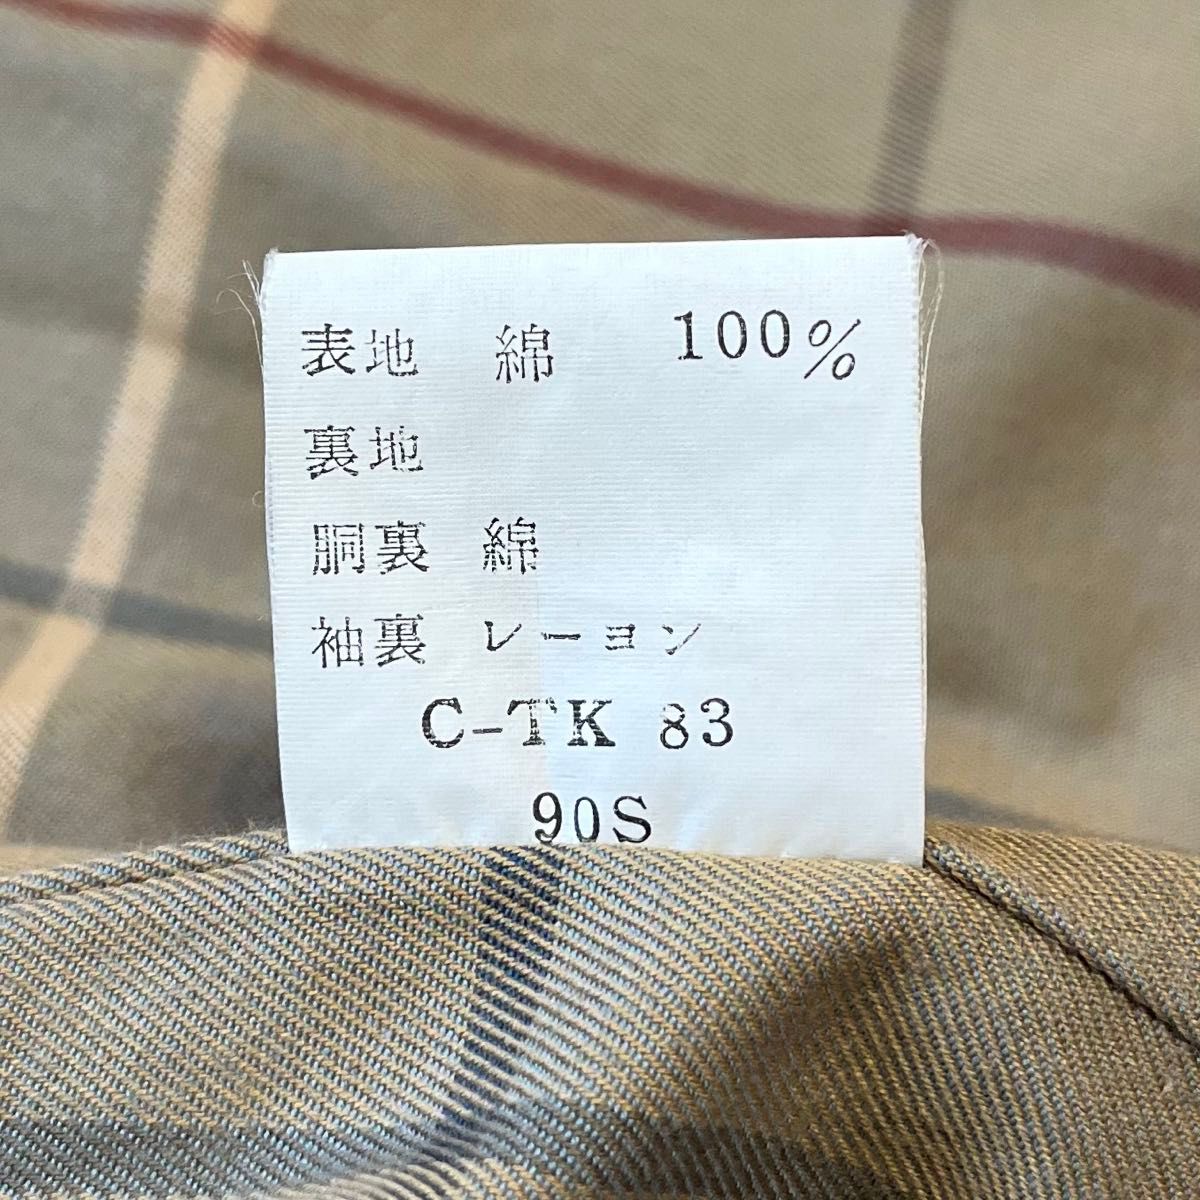 表地 綿 100%
裏地
胴裏 綿
袖裏 レーヨン
C-TK 83
90S